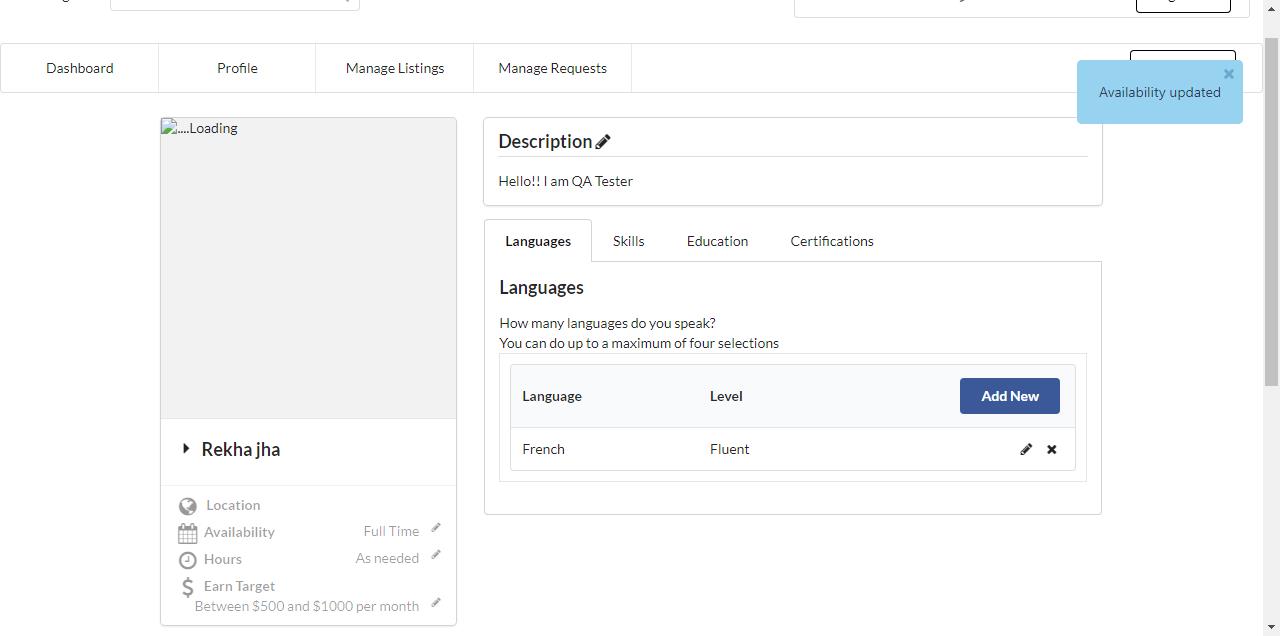 Dashboard
Profile
Manage Listings
Manage Requests
Availability updated
....Loading
Description
Hello!! I am QA Tester
Languages
Skills
Education
Certifications
Languages
How many languages do you speak?
You can do up to a maximum of four selections
Language
Level
Add New
French
Fluent
Rekha jha
Location
Availability
Full Time
Hours
As needed
Earn Target
Between $500 and $1000 per month